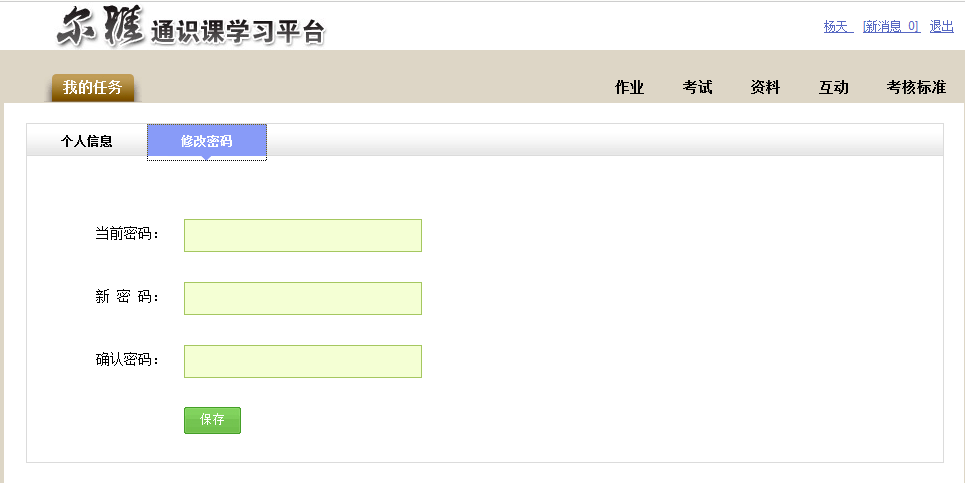 尔雅 通识课学习平台
杨天 [新消息 0] 退出
我的任务 作业 考试 资料 互动 考核标准
个人信息 修改密码
当前密码：
新 密 码：
确认密码：
保存